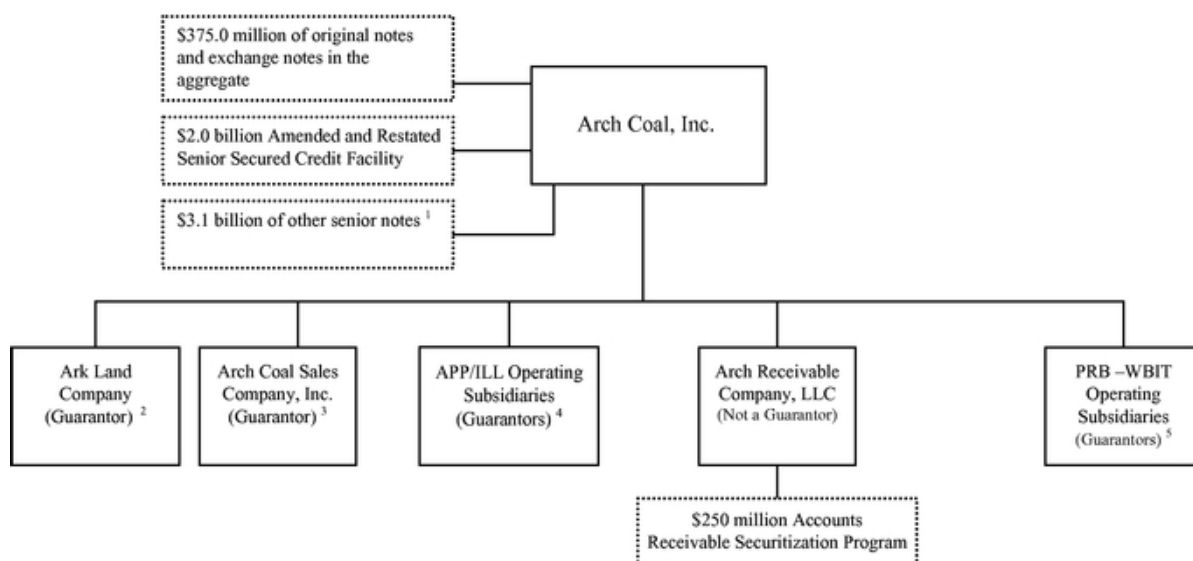 $375.0 million of original notes
and exchange notes in the
aggregate
Arch Coal, Inc.
$2.0 billion Amended and Restated
Senior Secured Credit Facility
$3.1 billion of other senior notes 1
Ark Land
Company
(Guarantor) 2
Arch Coal Sales
Company, Inc.
(Guarantor) 3
APP/ILL Operating
Subsidiaries
(Guarantors) 4
Arch Receivable
Company, LLC
(Not a Guarantor)
PRB –WBIT
Operating
Subsidiaries
(Guarantors) 5
$250 million Accounts
Receivable Securitization Program